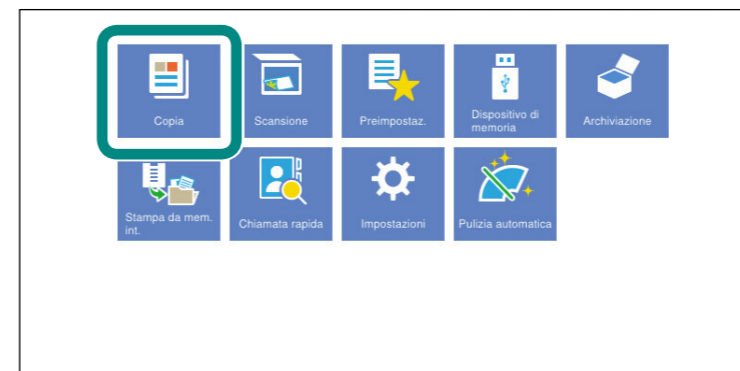 Copia
Scansione
Preimpostaz.
Dispositivo di
memoria
Archiviazione
Stampa da mem.
int.
Chiamata rapida
Impostazioni
Pulizia automatica